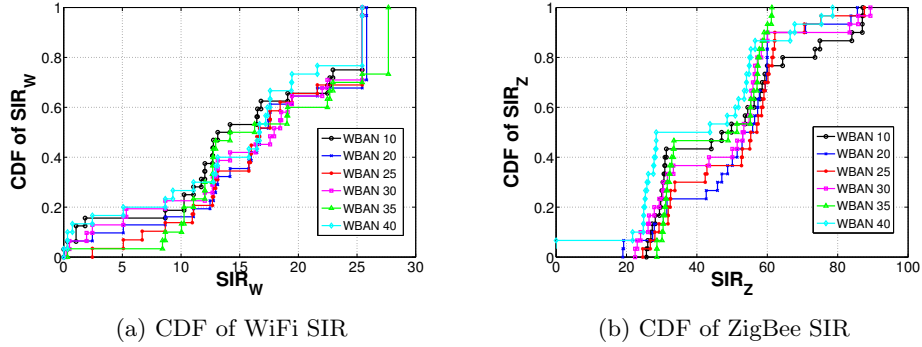 CDF of SIR_W
1
0.8
0.6
0.4
0.2
0
WBAN 10
WBAN 20
WBAN 25
WBAN 30
WBAN 35
WBAN 40
0 5 10 15 20 25 30
SIR_W
(a) CDF of WiFi SIR
CDF of SIR_Z
1
0.8
0.6
0.4
0.2
0
WBAN 10
WBAN 20
WBAN 25
WBAN 30
WBAN 35
WBAN 40
0 20 40 60 80 100
SIR_Z
(b) CDF of ZigBee SIR